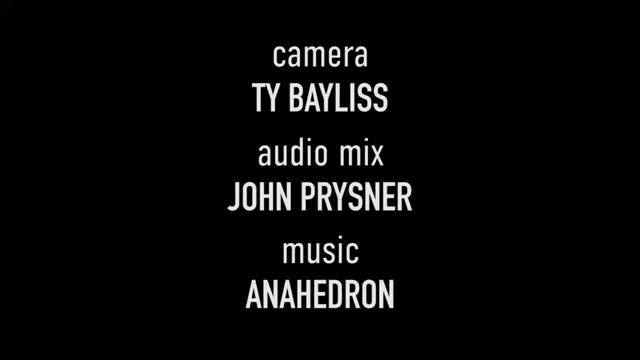 camera
TY BAYLISS
audio mix
JOHN PRYSNER
music
ANAHEDRON